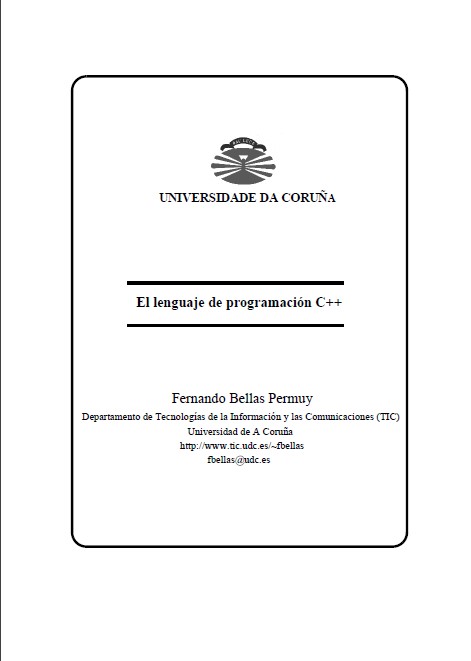 UNIVERSIDADE DA CORUÑA
El lenguaje de programación C++
Fernando Bellas Permuy
Departamento de Tecnologías de la Información y las Comunicaciones (TIC)
Universidad de A Coruña
http://www.tic.udc.es/~fbellas
fbellas@udc.es